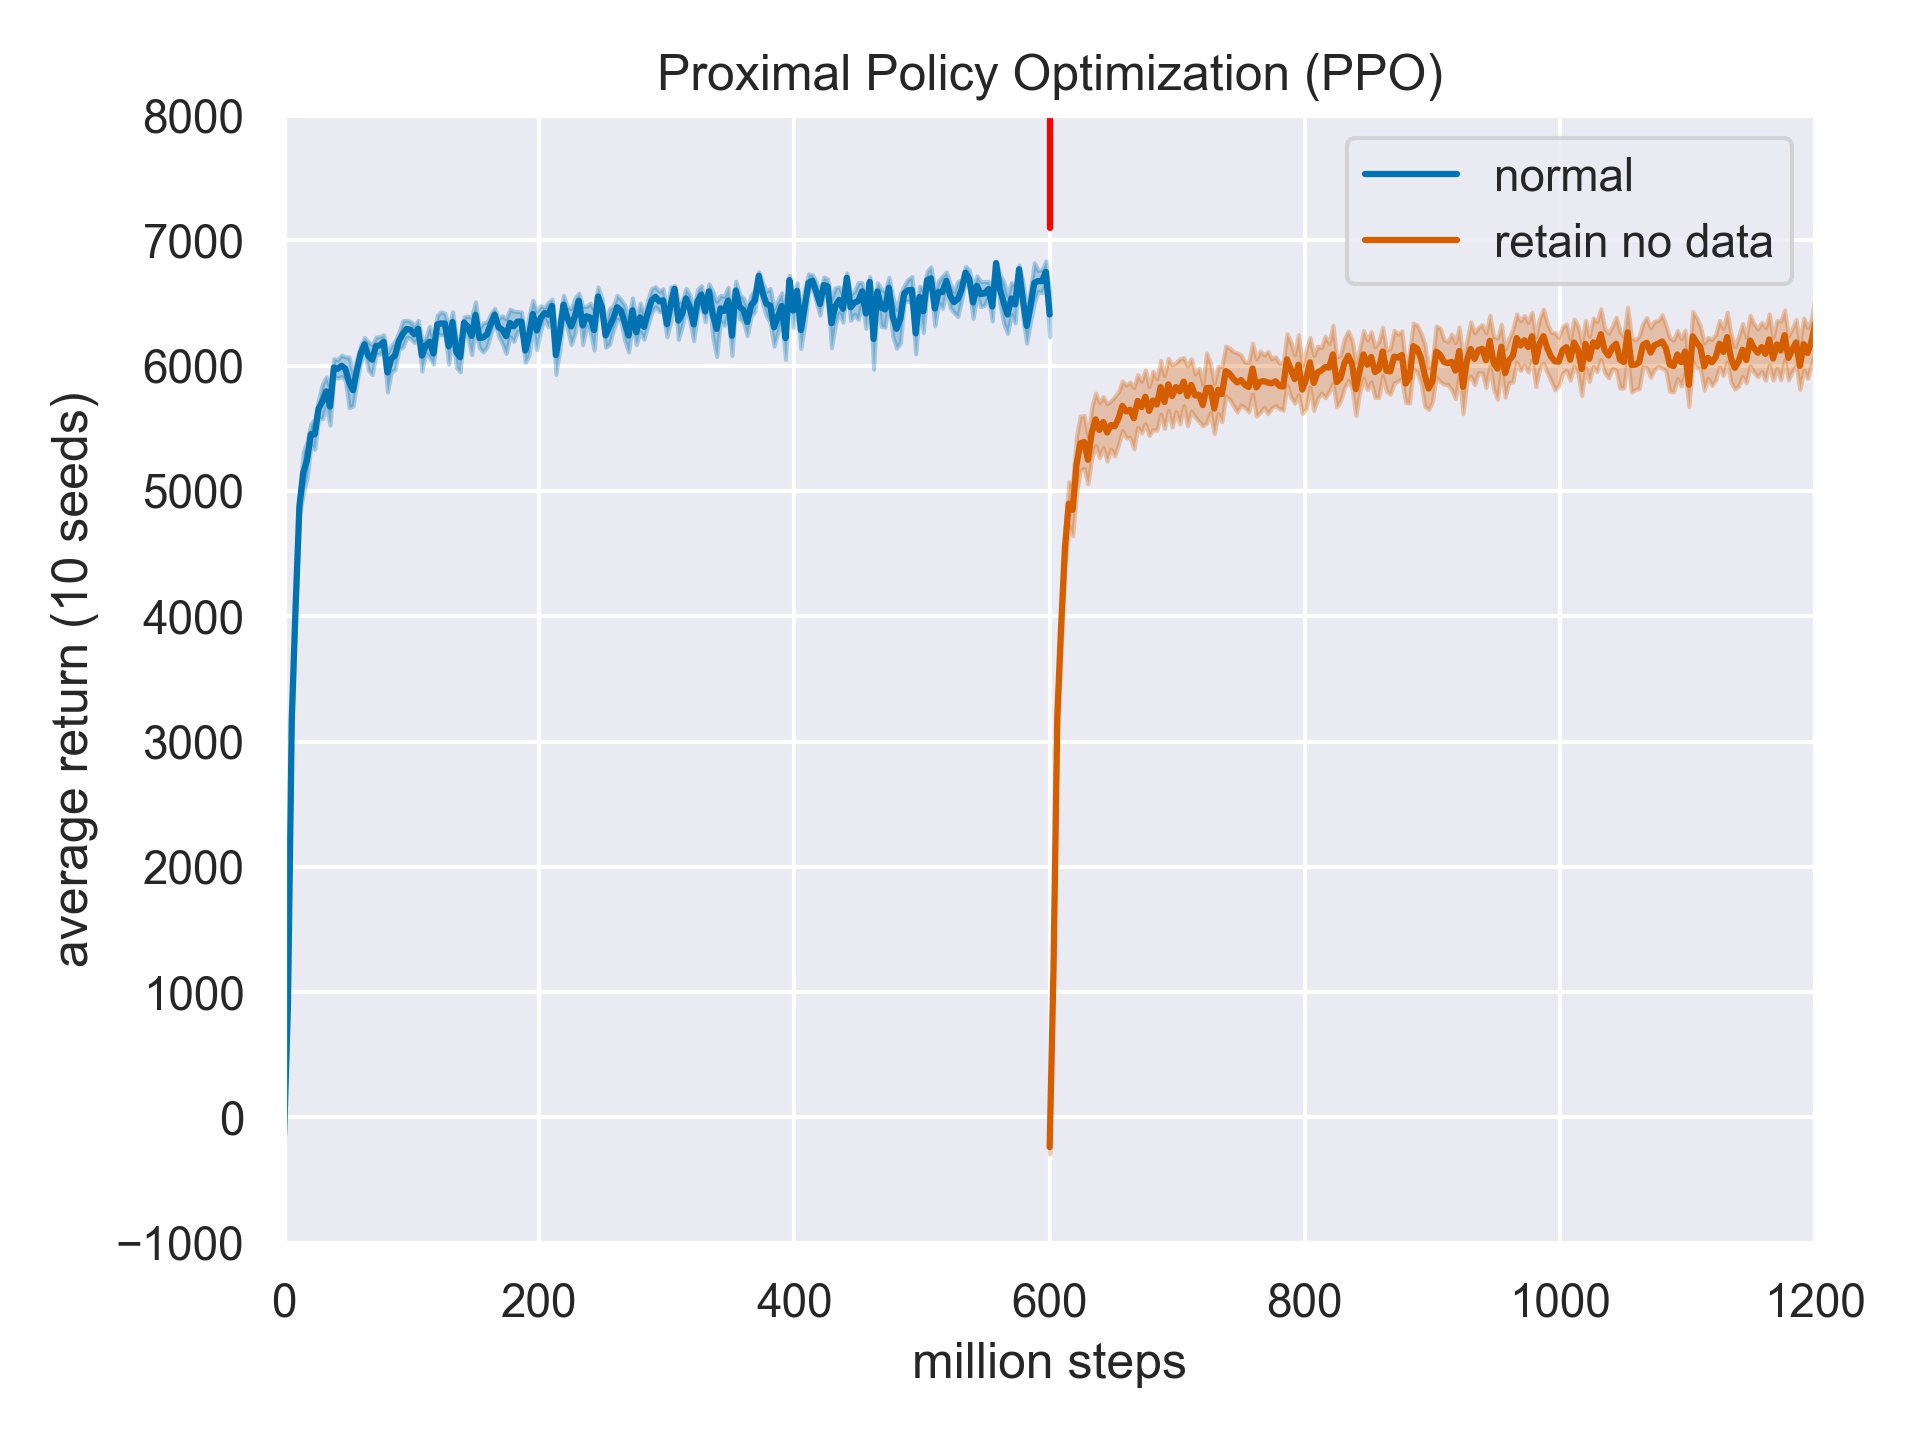 Proximal Policy Optimization (PPO)
8000
7000
6000
5000
4000
3000
2000
1000
0
−1000
average return (10 seeds)
normal
retain no data
0 200 400 600 800 1000 1200
million steps